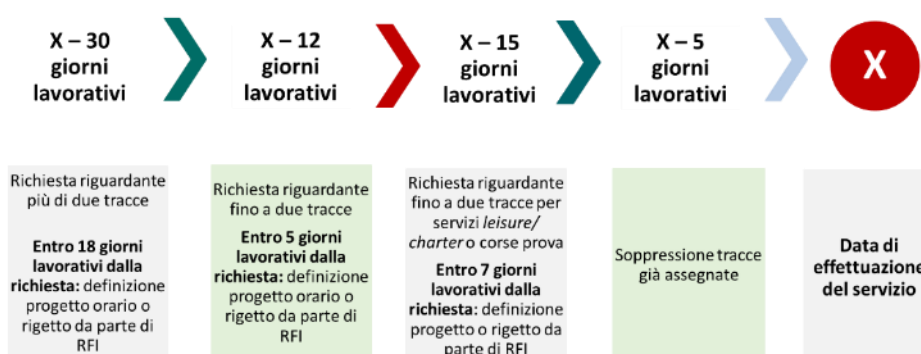 X – 30
giorni
lavorativi
X – 12
giorni
lavorativi
X – 15
giorni
lavorativi
X – 5
giorni
lavorativi
X
Richiesta riguardante
più di due tracce
Entro 18 giorni
lavorativi dalla
richiesta: definizione
progetto orario o
rigetto da parte di
RFI
Richiesta riguardante
fino a due tracce
Entro 5 giorni
lavorativi dalla
richiesta: definizione
progetto orario o
rigetto da parte di
RFI
Richiesta riguardante
fino a due tracce per
servizi leisure/
charter o corse prova
Entro 7 giorni
lavorativi dalla
richiesta: definizione
progetto o rigetto da
parte di RFI
Soppressione tracce
già assegnate
Data di
effettuazione
del servizio